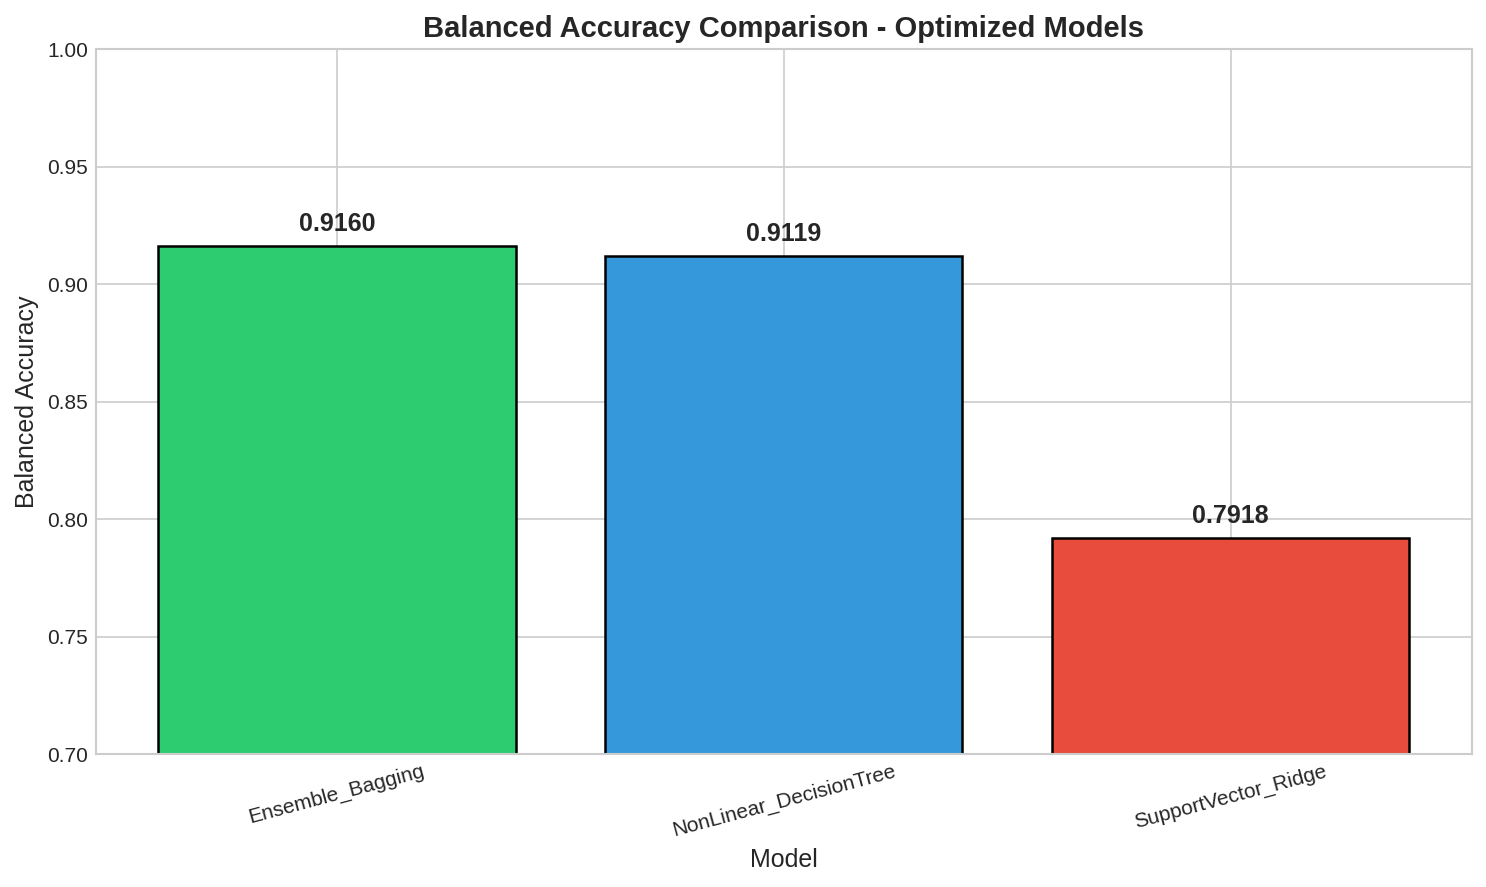 Balanced Accuracy Comparison - Optimized Models
Balanced Accuracy
1.00
0.95
0.90
0.85
0.80
0.75
0.70
0.9160
0.9119
0.7918
Ensemble_Bagging
NonLinear_DecisionTree
SupportVector_Ridge
Model